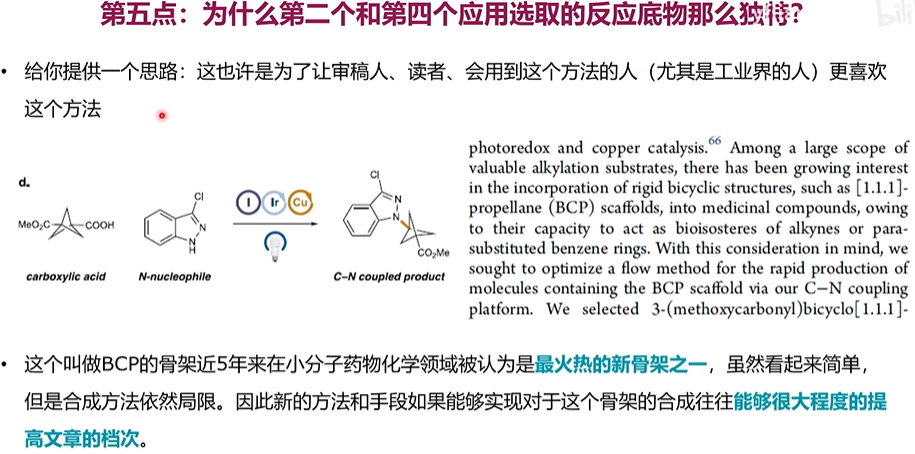 第五点：为什么第二个和第四个应用选取的反应底物那么独特？
bili
• 给你提供一个思路：这也许是为了让审稿人、读者、会用到这个方法的人（尤其是工业界的人）更喜欢
这个方法
photoredox and copper catalysis.66 Among a large scope of
valuable alkylation substrates, there has been growing interest
in the incorporation of rigid bicyclic structures, such as [1.1.1]-
propellane (BCP) scaffolds, into medicinal compounds, owing
to their capacity to act as bioisosteres of alkynes or para-
substituted benzene rings. With this consideration in mind, we
sought to optimize a flow method for the rapid production of
molecules containing the BCP scaffold via our C−N coupling
platform. We selected 3-(methoxycarbonyl)bicyclo[1.1.1]-
d.
MeO2C
COOH
Cl
N
N
H
I Ir Cu
Cl
N
N
CO2Me
carboxylic acid
N-nucleophile
C–N coupled product
• 这个叫做BCP的骨架近5年来在小分子药物化学领域被认为是最火热的新骨架之一，虽然看起来简单，
但是合成方法依然局限。因此新的方法和手段如果能够实现对于这个骨架的合成往往能够很大程度的提
高文章的档次。